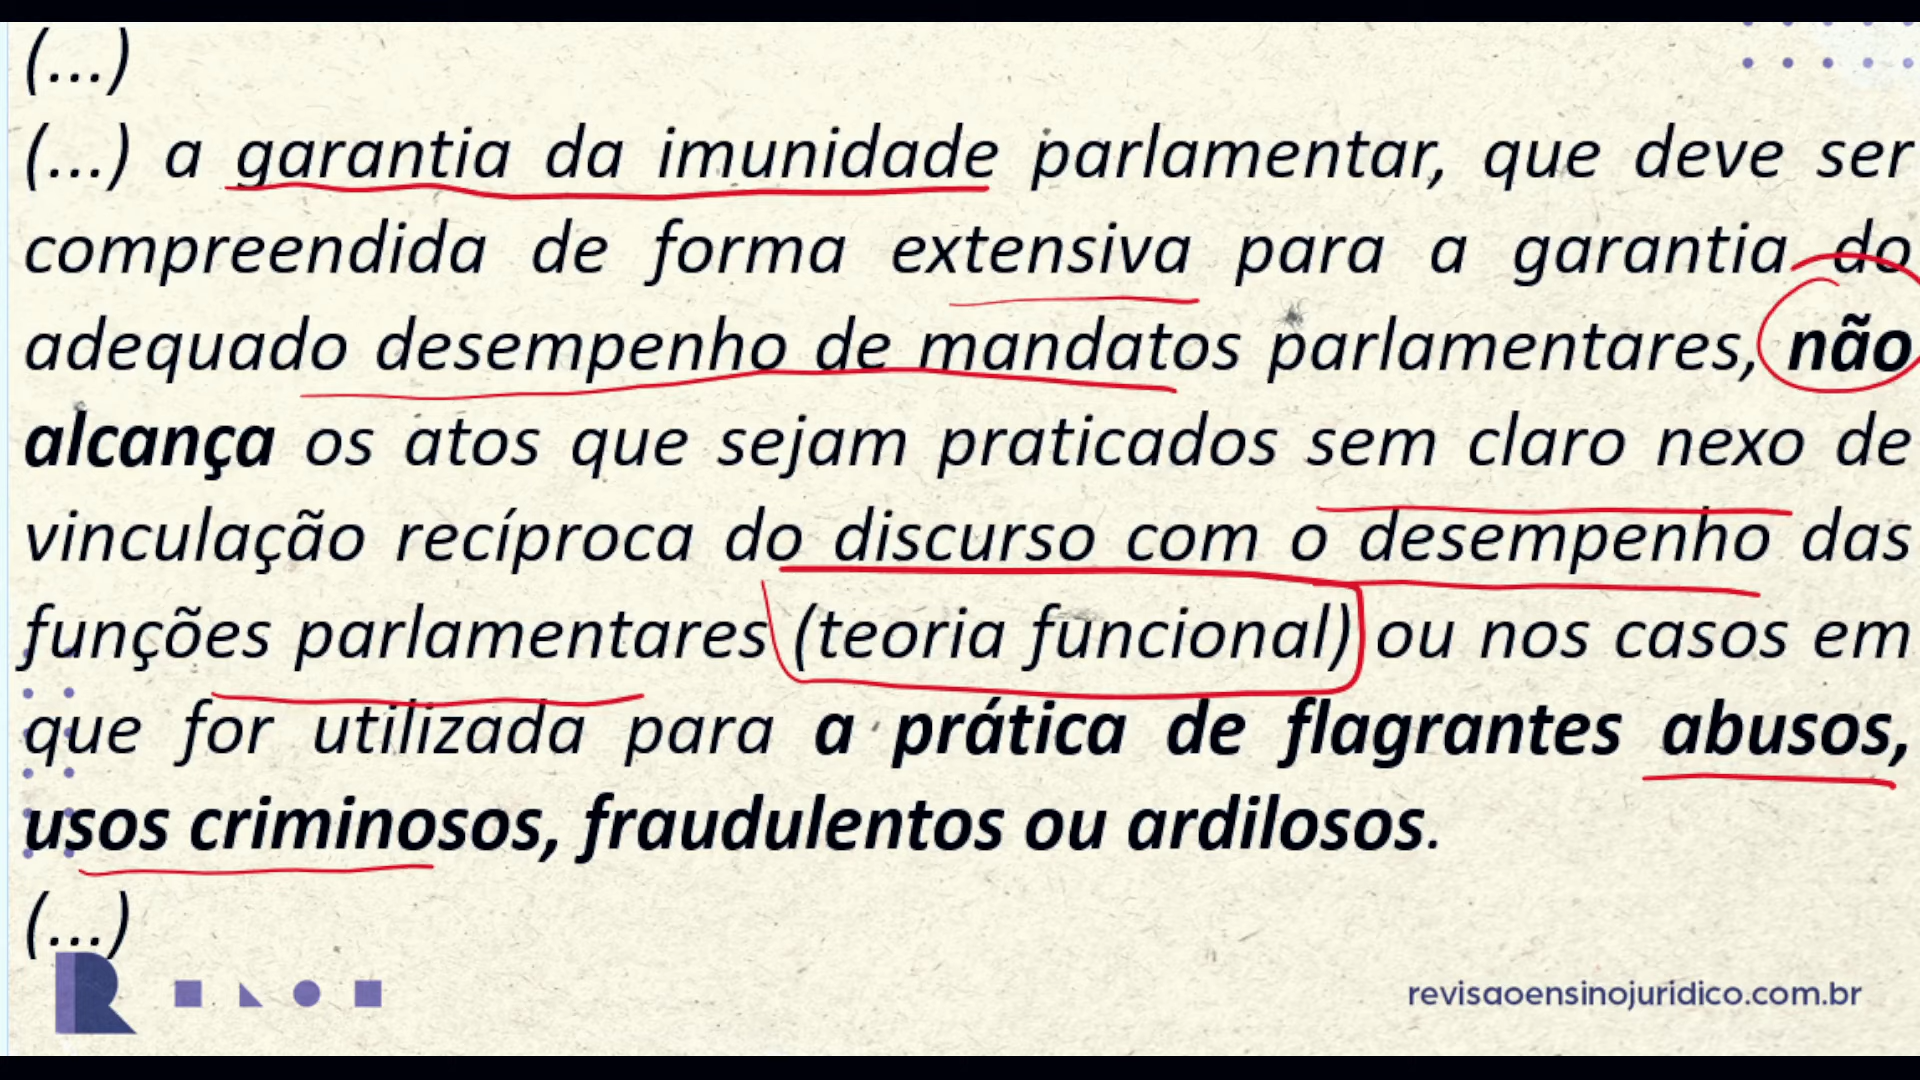 (...)
(...) a garantia da imunidade parlamentar, que deve ser
compreendida de forma extensiva para a garantia do
adequado desempenho de mandatos parlamentares, não
alcança os atos que sejam praticados sem claro nexo de
vinculação recíproca do discurso com o desempenho das
funções parlamentares (teoria funcional) ou nos casos em
que for utilizada para a prática de flagrantes abusos,
usos criminosos, fraudulentos ou ardilosos.
(...)
R
revisaoensinojuridico.com.br